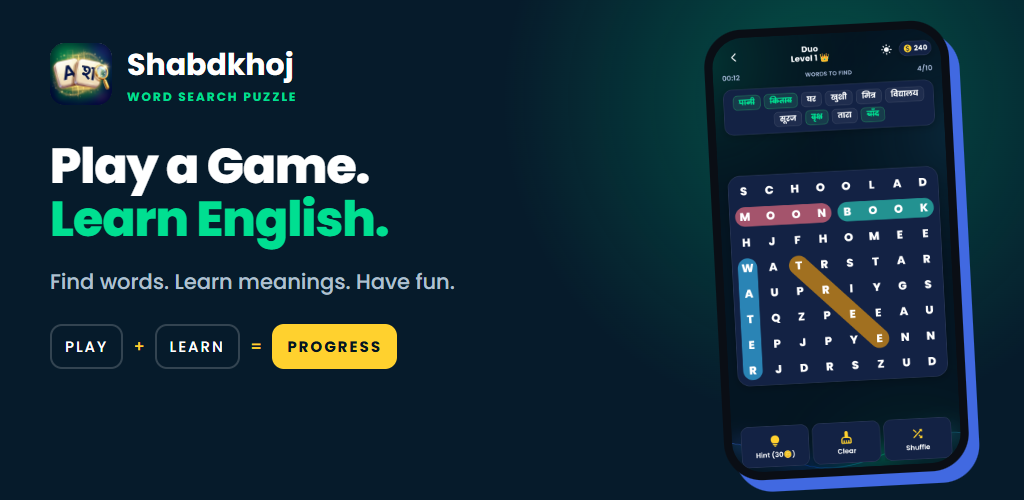 Shabdkhoj
WORD SEARCH PUZZLE
Play a Game.
Learn English.
Find words. Learn meanings. Have fun.
PLAY + LEARN = PROGRESS
A श
Duo
Level 1
240
00:12 WORDS TO FIND 4/10
पानी किताब घर खुशी मित्र विद्यालय
सूरज वृक्ष तारा चाँद
S C H O O L A D
M O O N B O O K
H J F H O M E E
W A T R S T A R
A U P R I Y G S
T Q Z P E E A U
E P J P Y E N N
R J D R S Z U D
Hint (30) Clear Shuffle